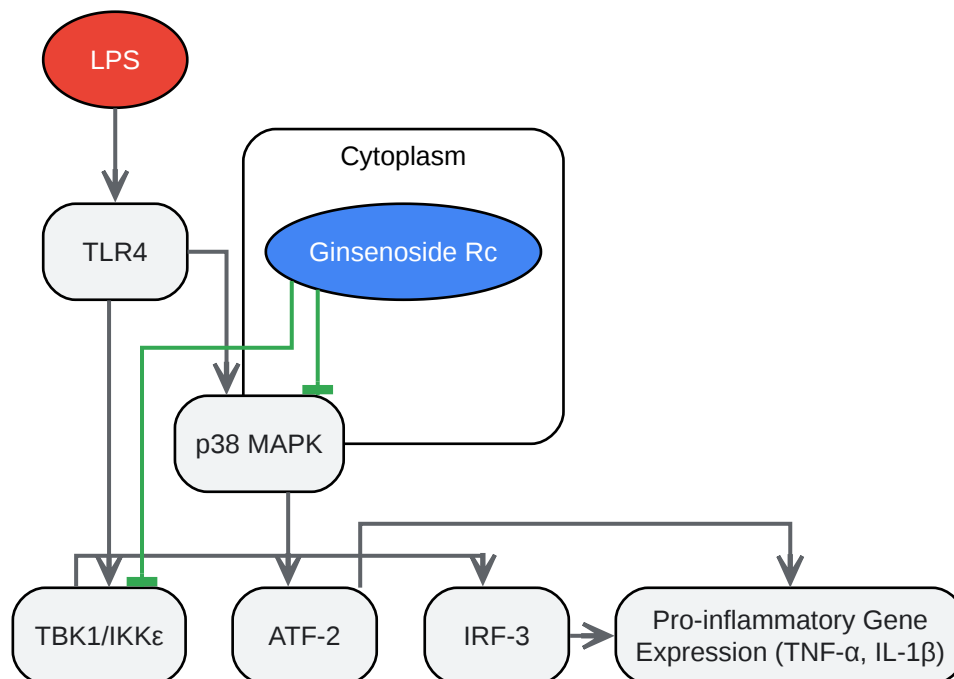 LPS
Cytoplasm
TLR4
Ginsenoside Rc
p38 MAPK
TBK1/IKKε
ATF-2
IRF-3
Pro-inflammatory Gene
Expression (TNF-α, IL-1β)